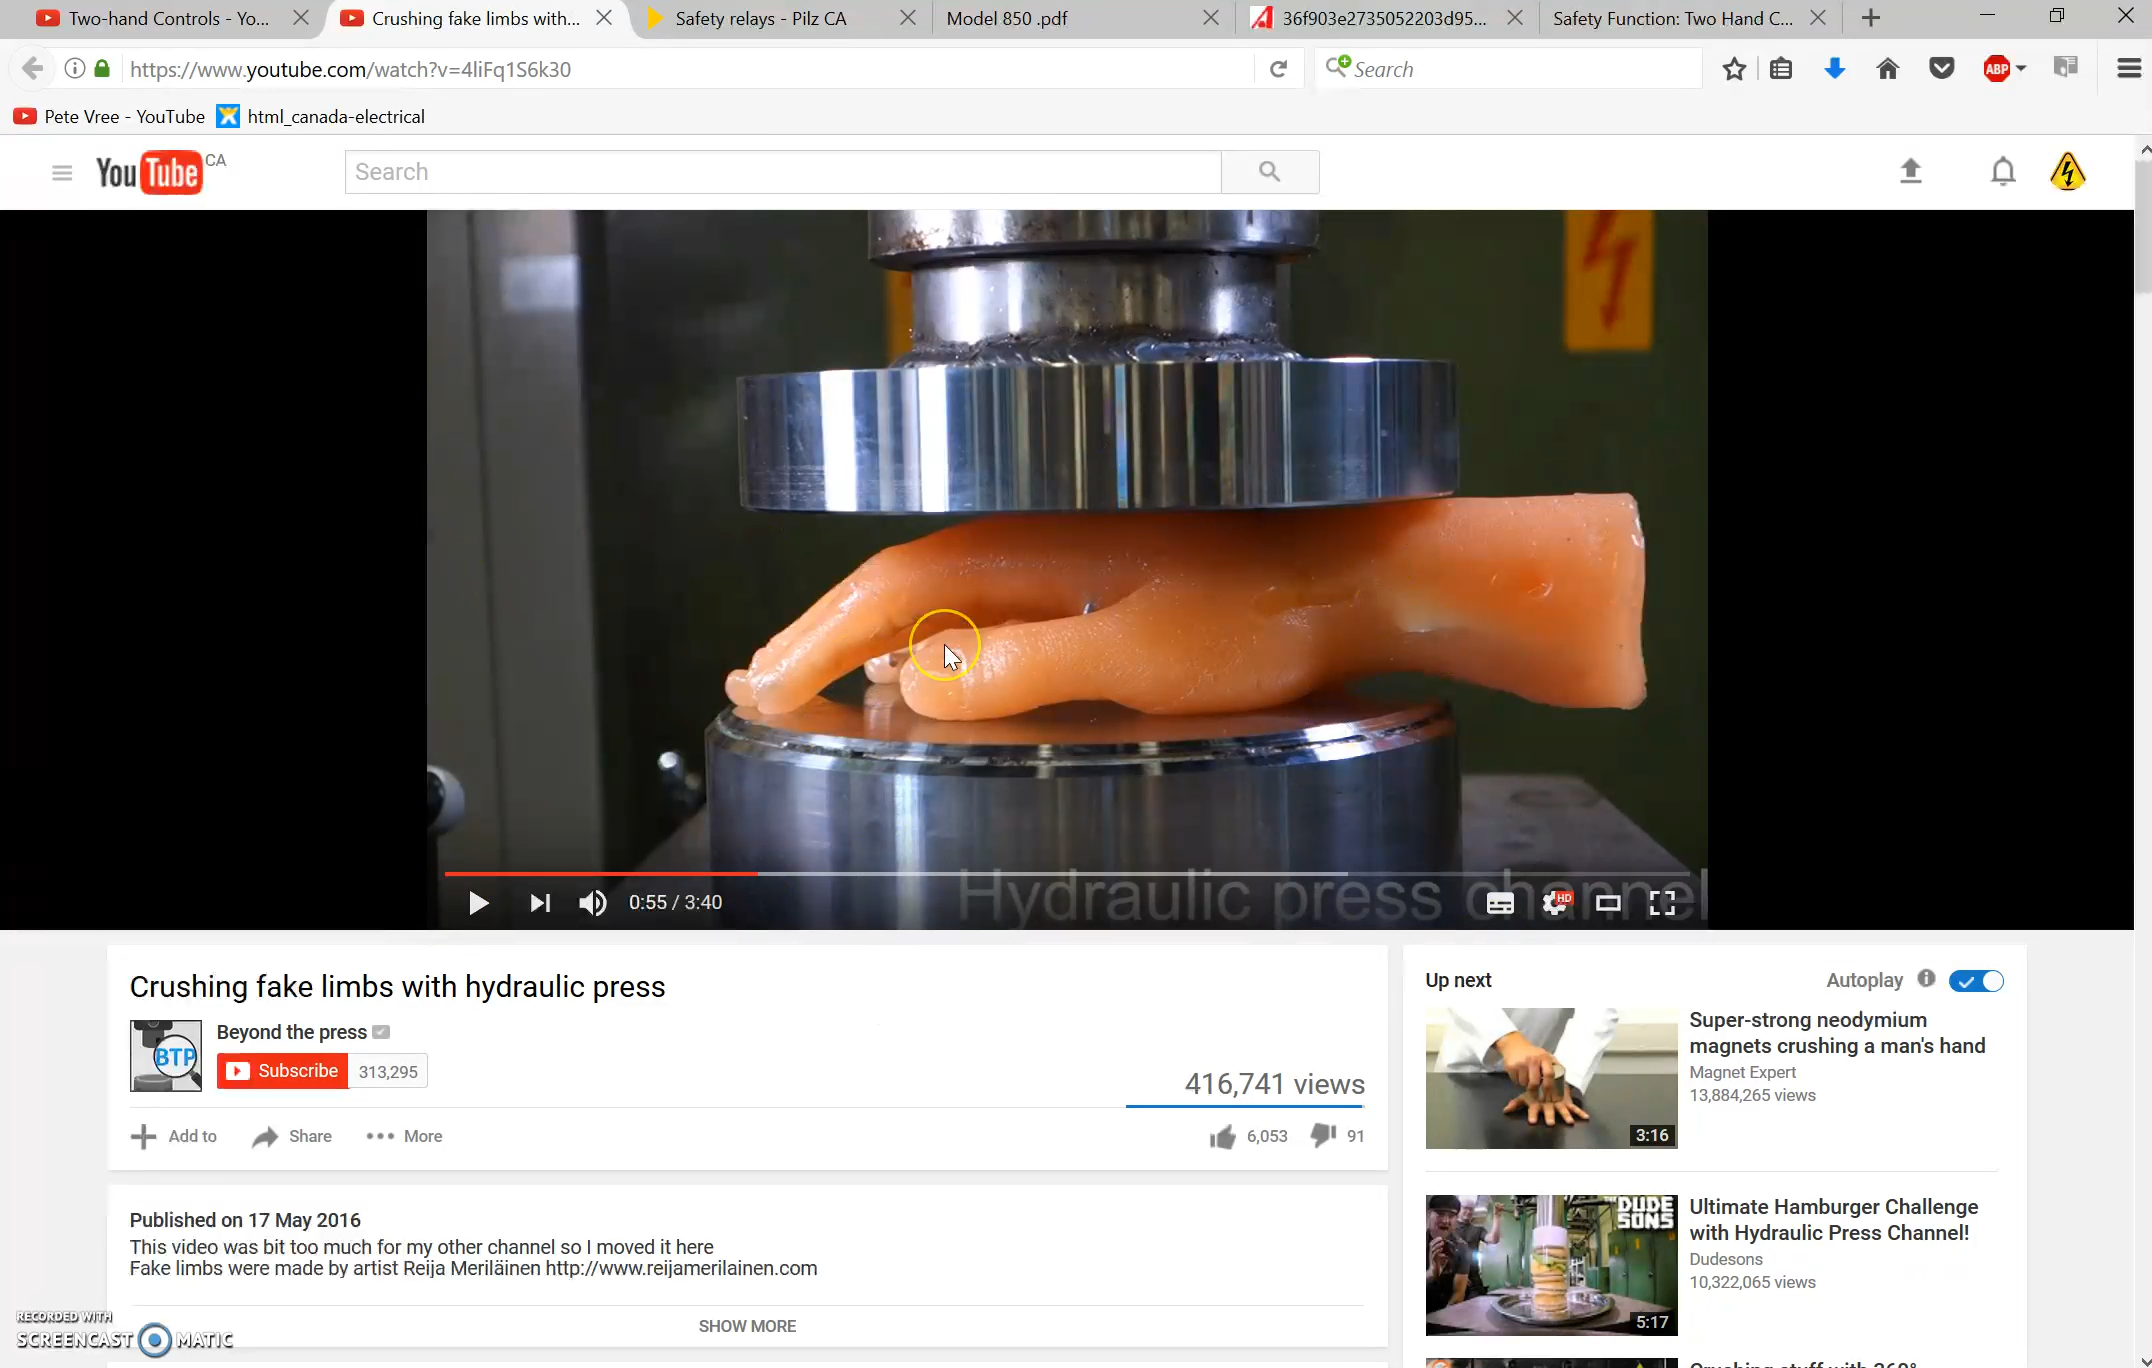 Two-hand Controls - Yo...
Crushing fake limbs with...
Safety relays - Pilz CA
Model 850 .pdf
36f903e2735052203d95...
Safety Function: Two Hand C...
https://www.youtube.com/watch?v=4liFq1S6k30
Search
ABP
Pete Vree - YouTube
html_canada-electrical
YouTube CA
Search
Hydraulic press channel
0:55 / 3:40
HD
Crushing fake limbs with hydraulic press
BTP
Beyond the press
Subscribe 313,295
416,741 views
Add to
Share
More
6,053
91
Published on 17 May 2016
This video was bit too much for my other channel so I moved it here
Fake limbs were made by artist Reija Meriläinen http://www.reijamerilainen.com
SHOW MORE
RECORDED WITH
SCREENCAST MATIC
Up next
Autoplay
Super-strong neodymium
magnets crushing a man's hand
Magnet Expert
13,884,265 views
3:16
DUDESONS
Ultimate Hamburger Challenge
with Hydraulic Press Channel!
Dudesons
10,322,065 views
5:17